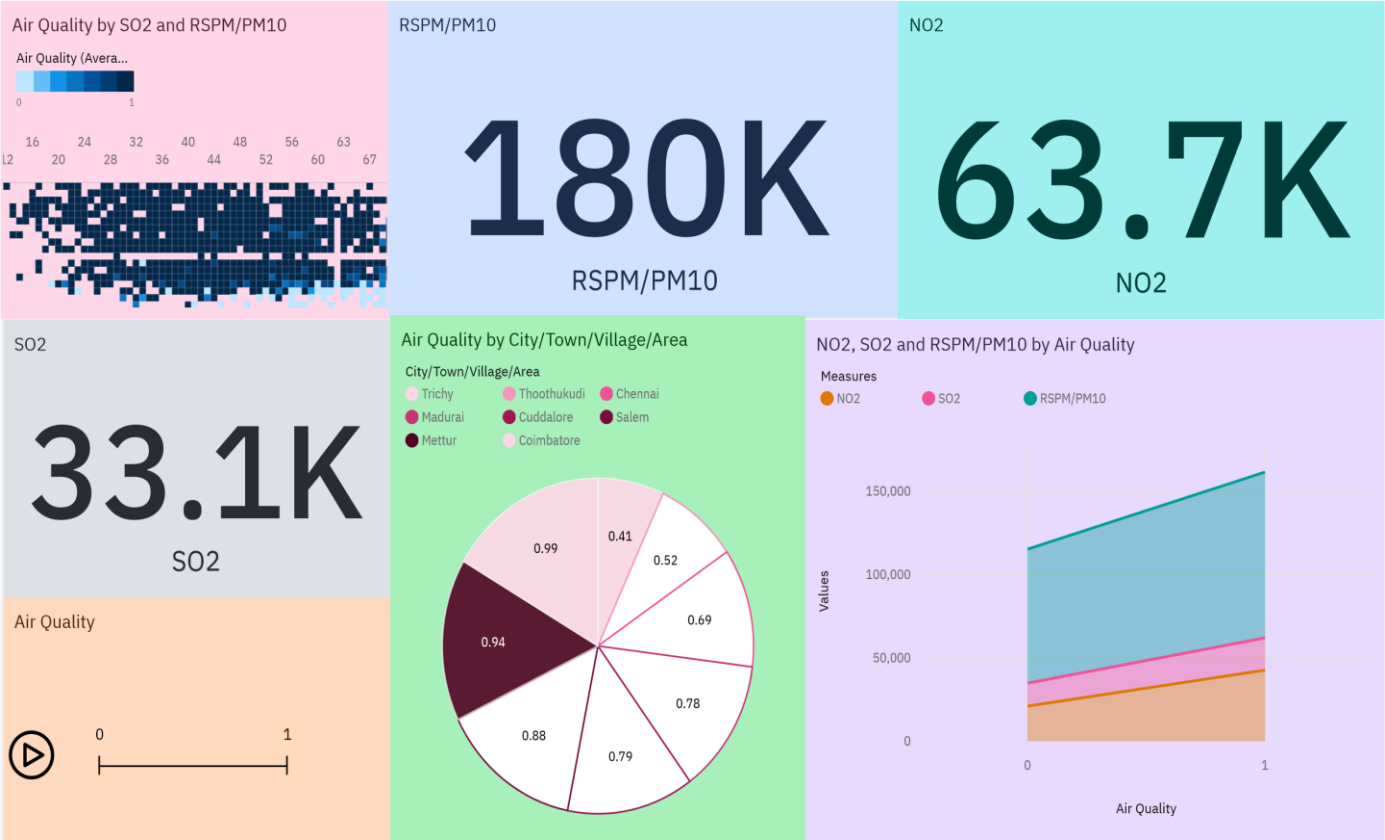 Air Quality by SO2 and RSPM/PM10
Air Quality (Avera...
0 1
16 24 32 40 48 56 63
12 20 28 36 44 52 60 67
RSPM/PM10
180K
RSPM/PM10
NO2
63.7K
NO2
SO2
33.1K
SO2
Air Quality
0 1
Air Quality by City/Town/Village/Area
City/Town/Village/Area
Trichy Thoothukudi Chennai
Madurai Cuddalore Salem
Mettur Coimbatore
0.99 0.41
0.52
0.69
0.94
0.78
0.88
0.79
NO2, SO2 and RSPM/PM10 by Air Quality
Measures
NO2 SO2 RSPM/PM10
150,000
100,000
50,000
0
Values
0 1
Air Quality